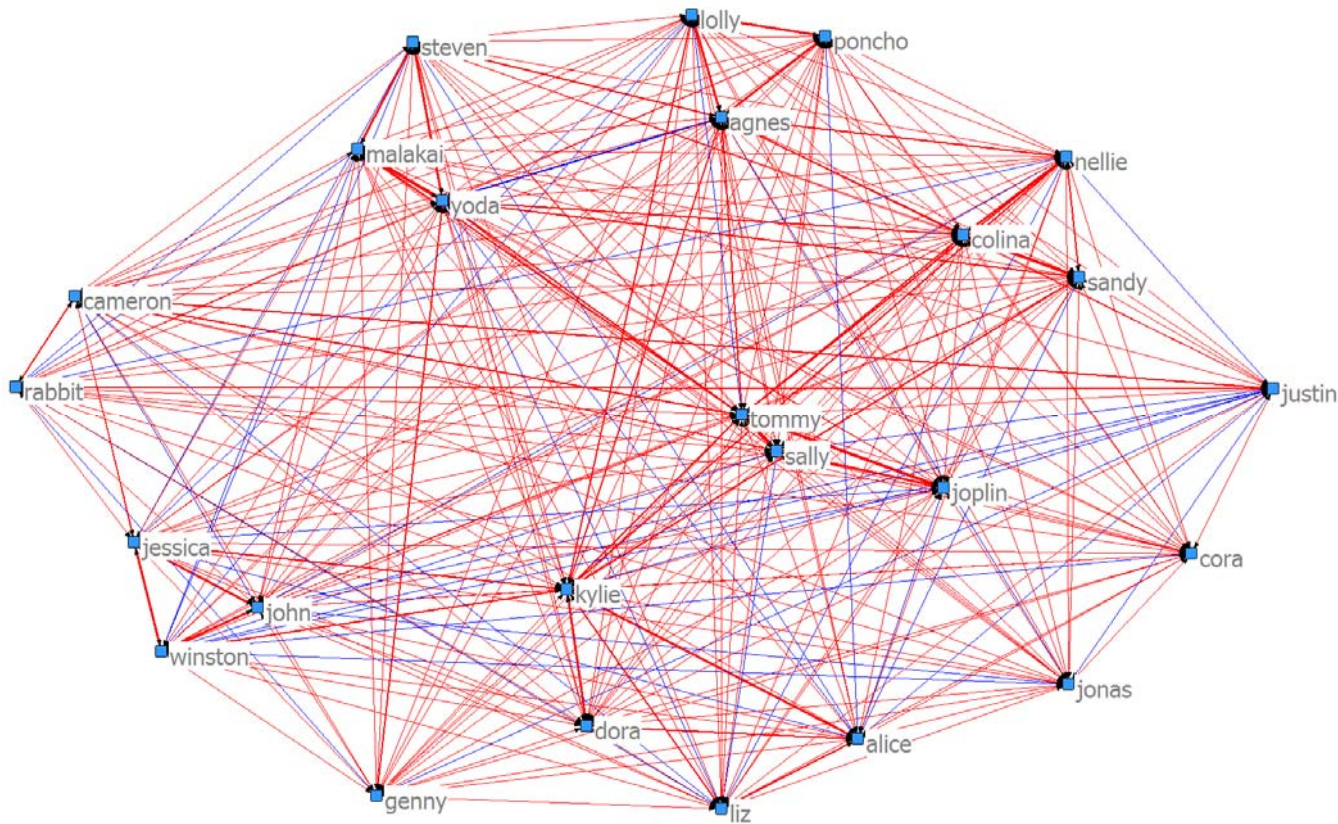 lolly
poncho
steven
agnes
malakai
nellie
yoda
colina
sandy
cameron
rabbit
justin
tommy
sally
joplin
jessica
cora
kylie
john
winston
jonas
dora
alice
genny
liz